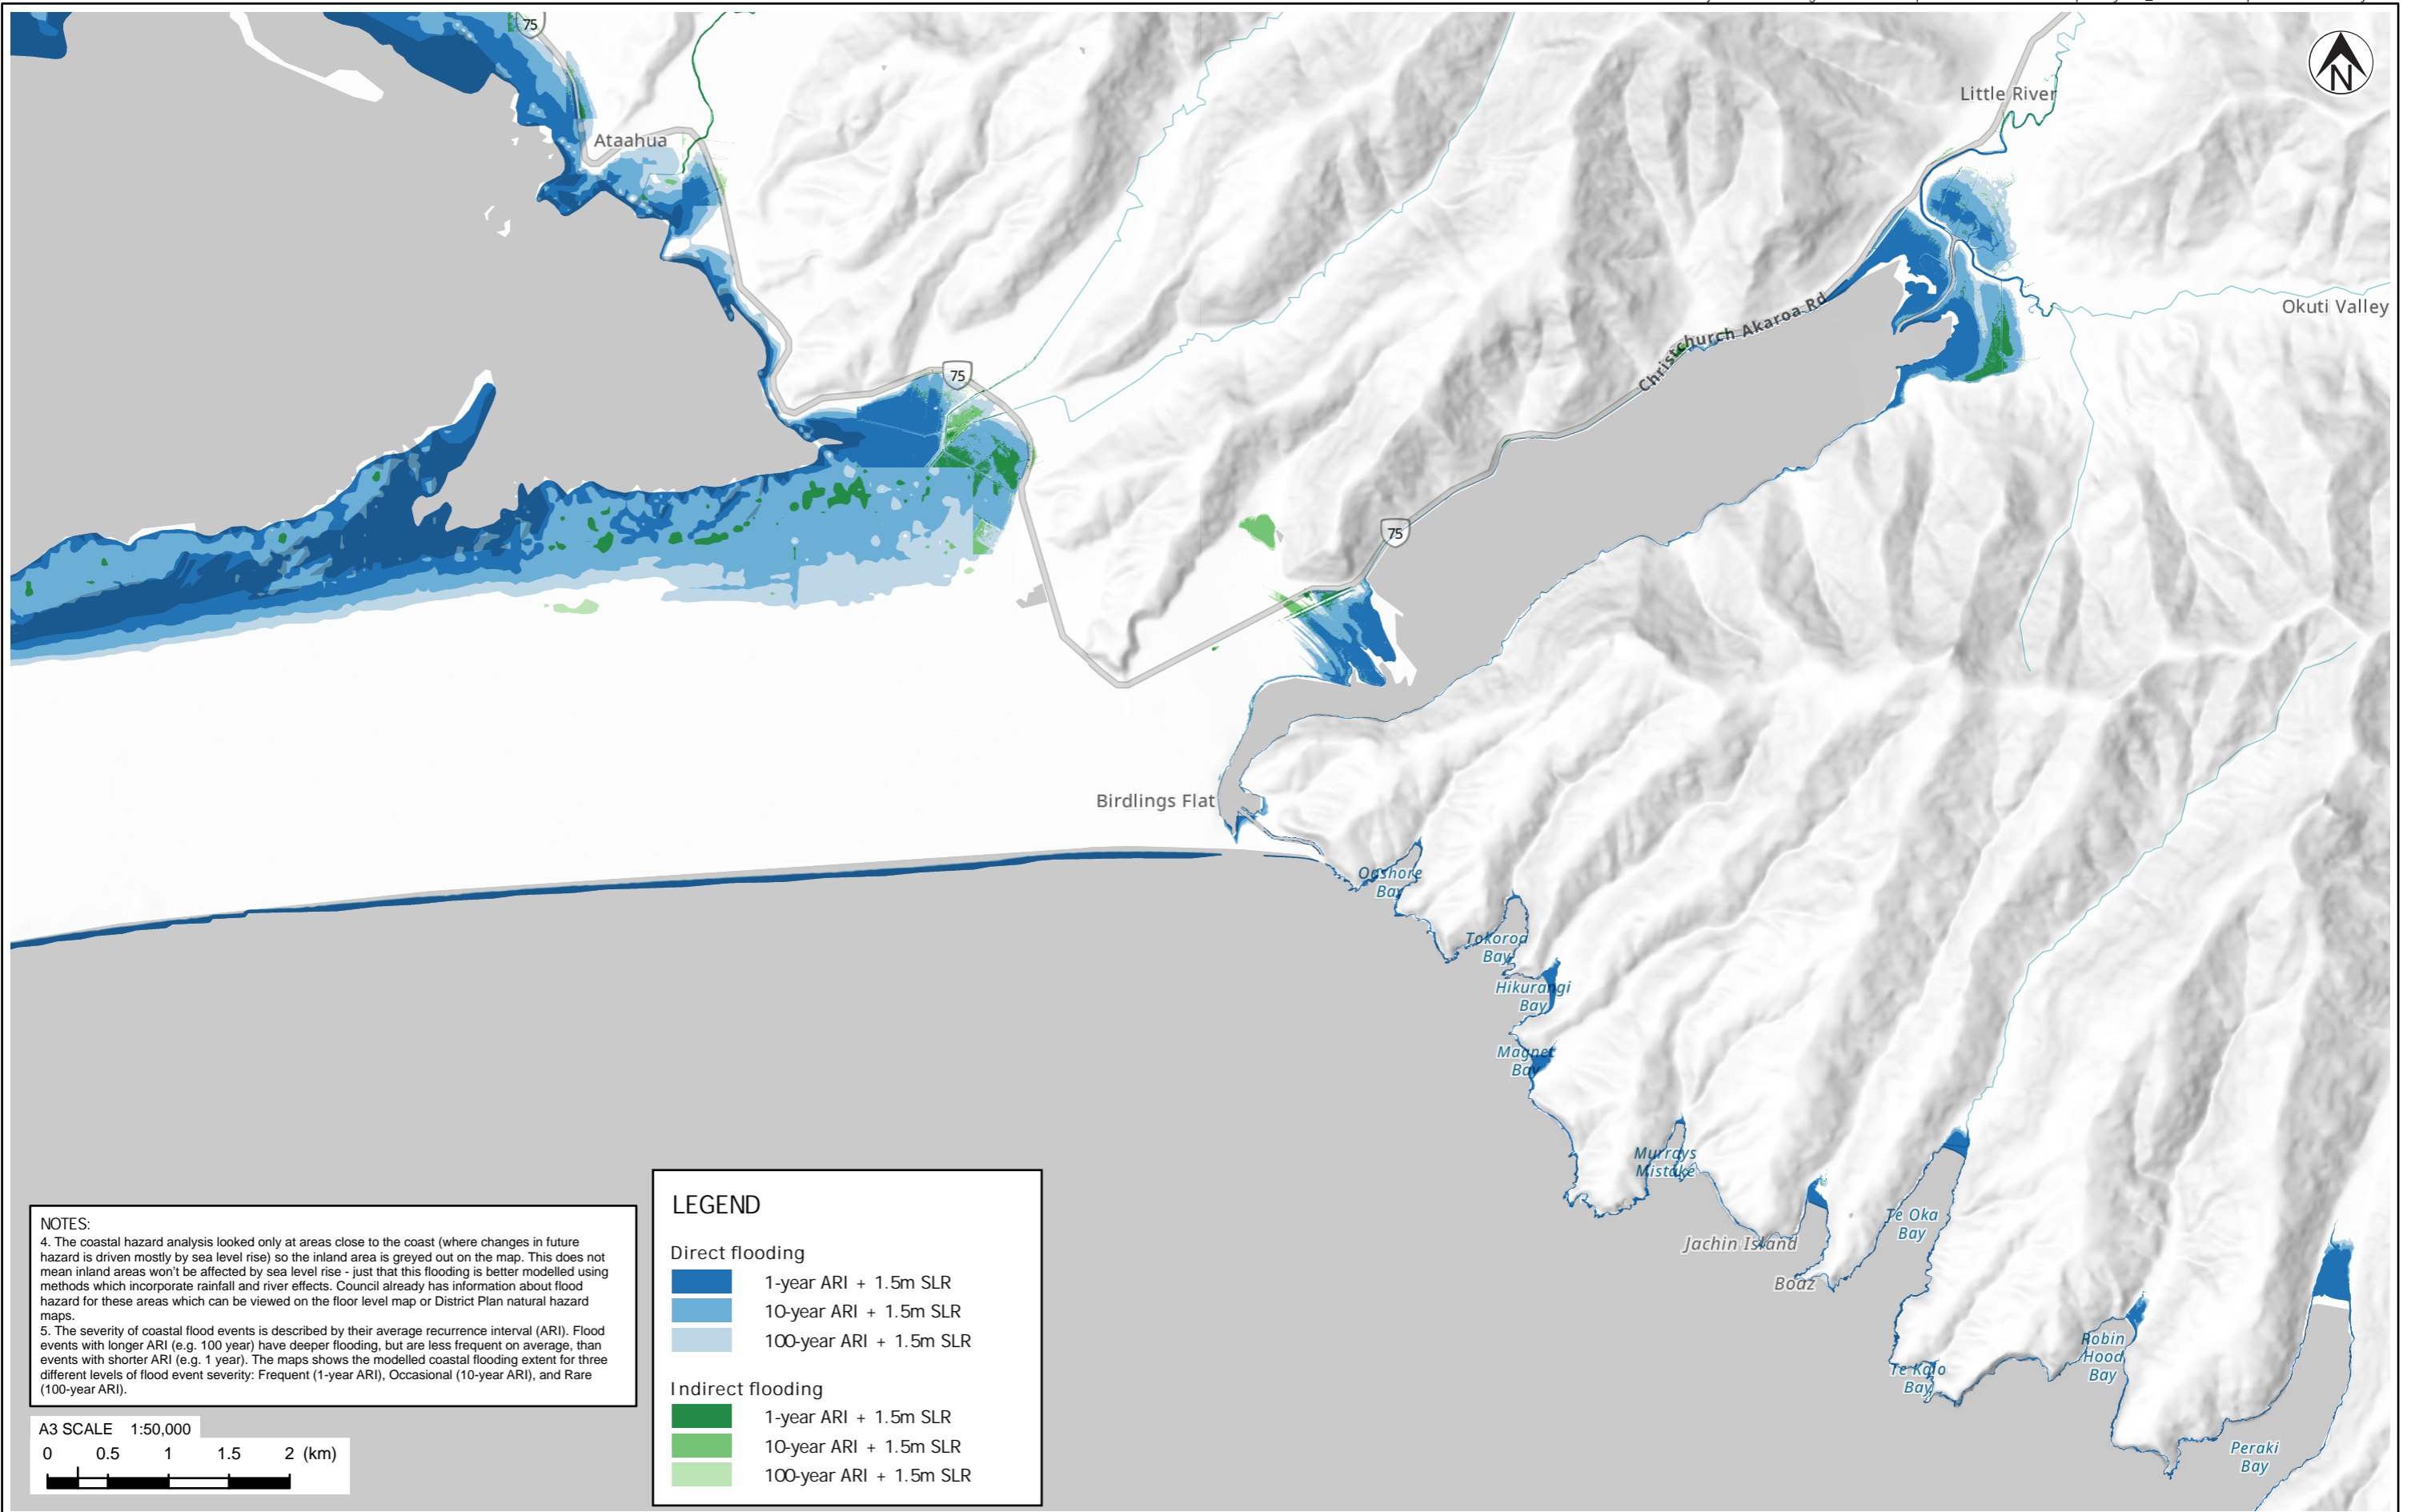 75
N
Little River
Ataahua
Okuti Valley
Christchurch Akaroa Rd
75
75
Birdlings Flat
Oashore
Bay
Tokoroa
Bay
Hikurangi
Bay
Magnet
Bay
Murrays
Mistake
Te Oka
Bay
Jachin Island
Boaz
Robin
Hood
Bay
Te Kaio
Bay
Peraki
Bay
NOTES:
4. The coastal hazard analysis looked only at areas close to the coast (where changes in future
hazard is driven mostly by sea level rise) so the inland area is greyed out on the map. This does not
mean inland areas won't be affected by sea level rise - just that this flooding is better modelled using
methods which incorporate rainfall and river effects. Council already has information about flood
hazard for these areas which can be viewed on the floor level map or District Plan natural hazard
maps.
5. The severity of coastal flood events is described by their average recurrence interval (ARI). Flood
events with longer ARI (e.g. 100 year) have deeper flooding, but are less frequent on average, than
events with shorter ARI (e.g. 1 year). The maps shows the modelled coastal flooding extent for three
different levels of flood event severity: Frequent (1-year ARI), Occasional (10-year ARI), and Rare
(100-year ARI).
A3 SCALE 1:50,000
0 0.5 1 1.5 2 (km)
LEGEND
Direct flooding
1-year ARI + 1.5m SLR
10-year ARI + 1.5m SLR
100-year ARI + 1.5m SLR
Indirect flooding
1-year ARI + 1.5m SLR
10-year ARI + 1.5m SLR
100-year ARI + 1.5m SLR